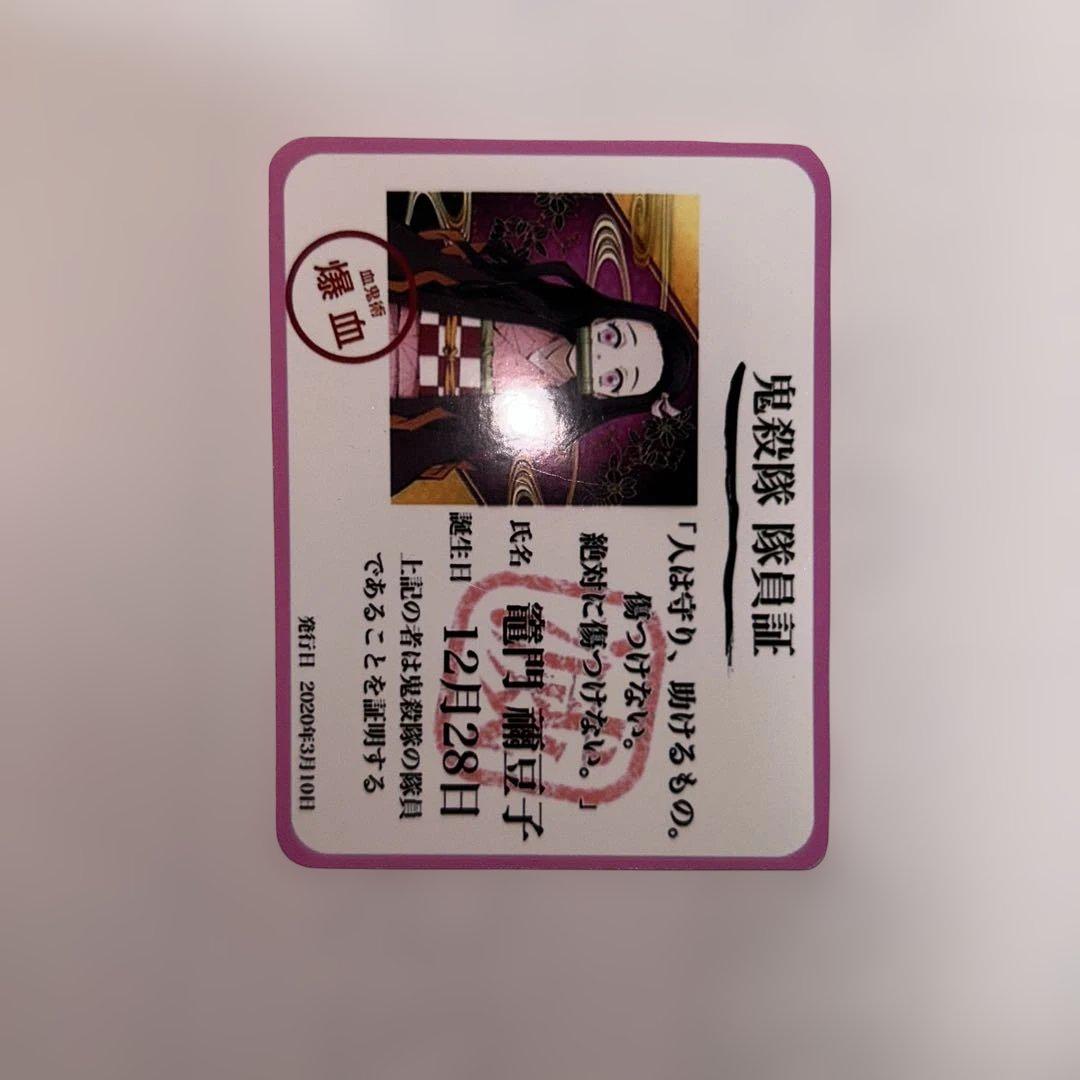 鬼殺隊 隊員証
「人は守り、助けるもの。
傷つけない。
絶対に傷つけない。」
氏名 竈門 禰豆子
誕生日 12月28日
上記の者は鬼殺隊の隊員
であることを証明する
血鬼術
爆血
発行日 2020年3月10日